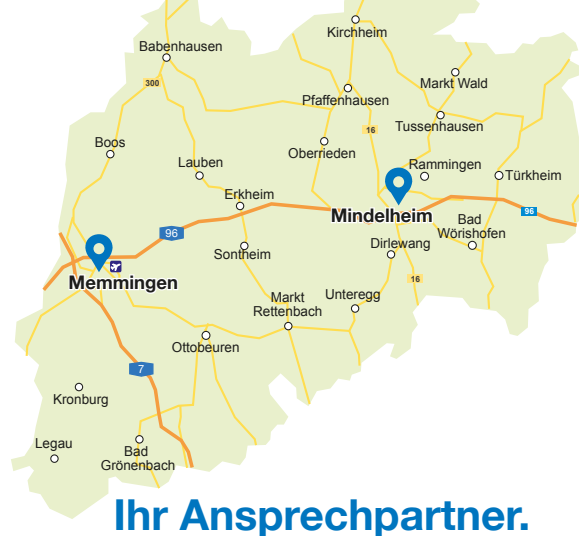 Kirchheim
Babenhausen
300
Markt Wald
Pfaffenhausen
Tussenhausen
16
Boos
Oberrieden
Lauben
Rammingen
Türkheim
Erkheim
Mindelheim
96
Bad
Wörishofen
96
Dirlewang
Sontheim
Memmingen
16
Markt
Rettenbach
Unteregg
Ottobeuren
7
Kronburg
Legau
Bad
Grönenbach
Ihr Ansprechpartner.